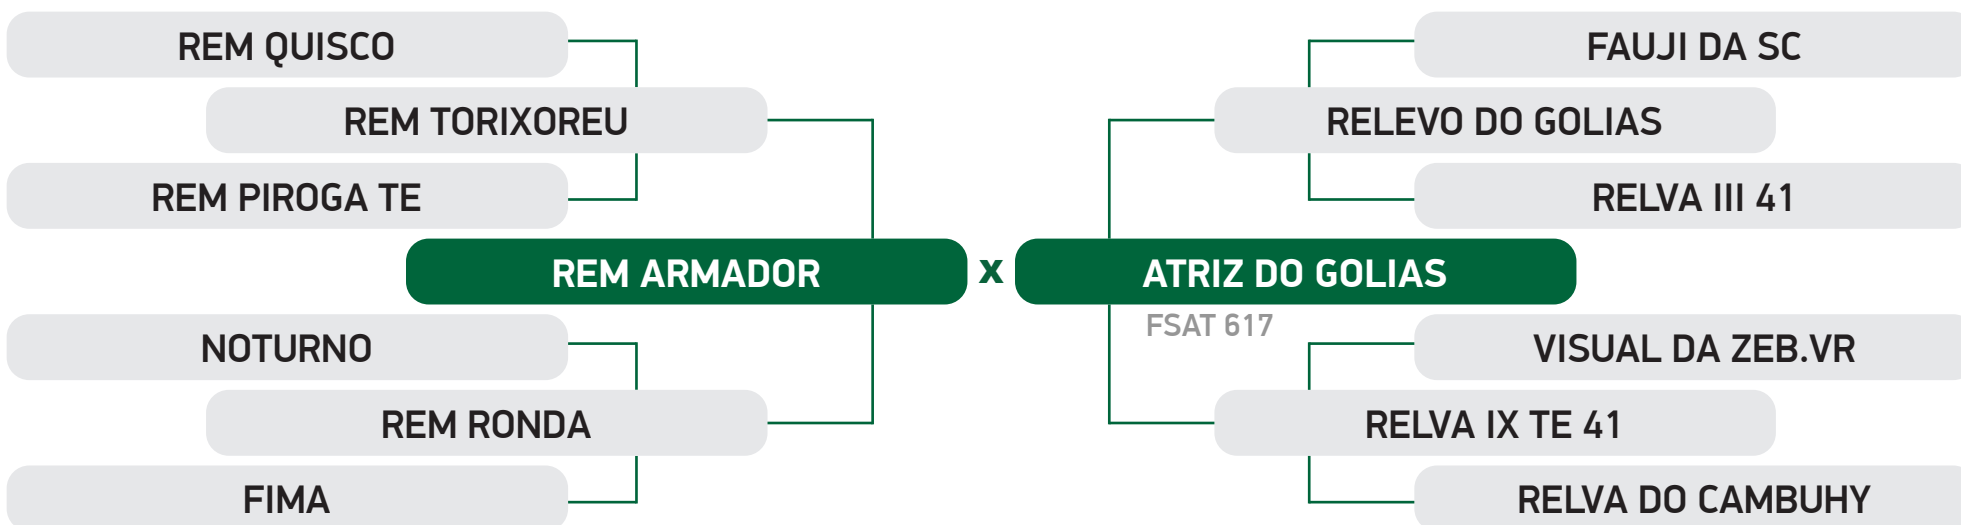 REM QUISCO
FAUJI DA SC
REM TORIXOREU
RELEVO DO GOLIAS
REM PIROGA TE
RELVA III 41
REM ARMADOR x ATRIZ DO GOLIAS
FSAT 617
NOTURNO
VISUAL DA ZEB.VR
REM RONDA
RELVA IX TE 41
FIMA
RELVA DO CAMBUHY